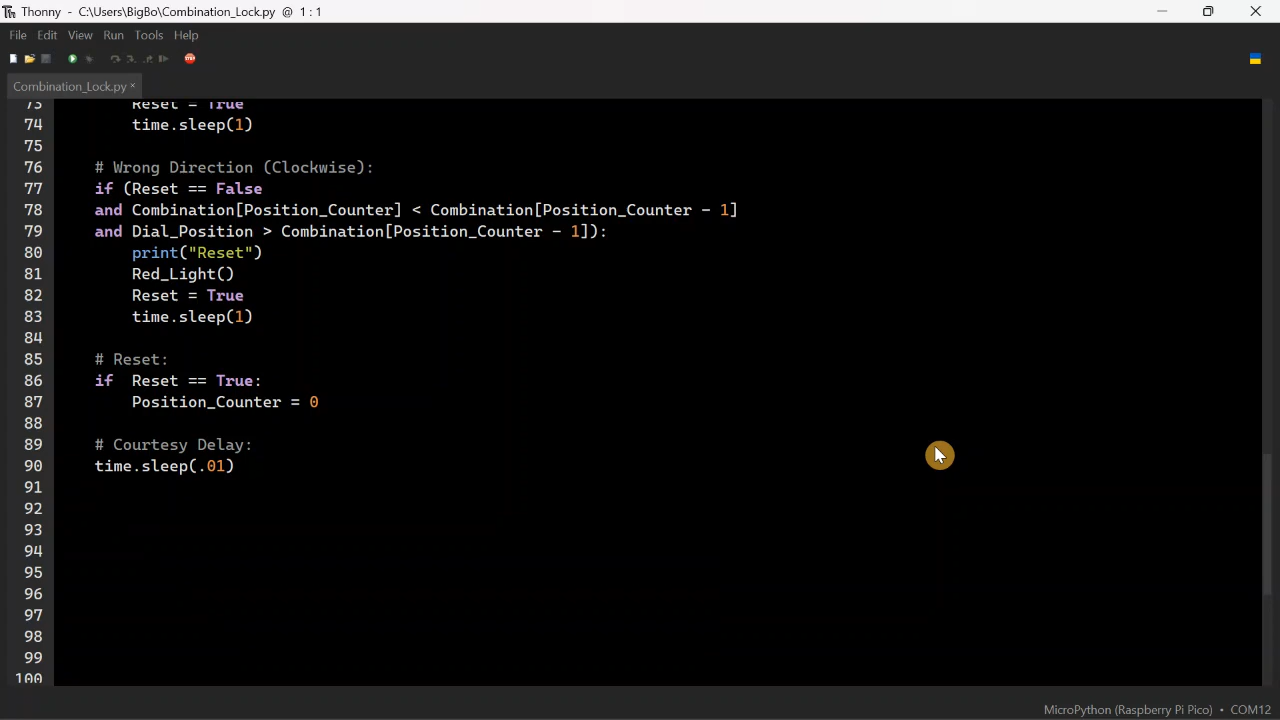 Thonny - C:\Users\BigBo\Combination_Lock.py @ 1 : 1
File Edit View Run Tools Help
STOP
Combination_Lock.py ×
73 Reset = True
74 time.sleep(1)
75
76 # Wrong Direction (Clockwise):
77 if (Reset == False
78 and Combination[Position_Counter] < Combination[Position_Counter - 1]
79 and Dial_Position > Combination[Position_Counter - 1]):
80 print("Reset")
81 Red_Light()
82 Reset = True
83 time.sleep(1)
84
85 # Reset:
86 if  Reset == True:
87 Position_Counter = 0
88
89 # Courtesy Delay:
90 time.sleep(.01)
91
92
93
94
95
96
97
98
99
100
MicroPython (Raspberry Pi Pico) • COM12